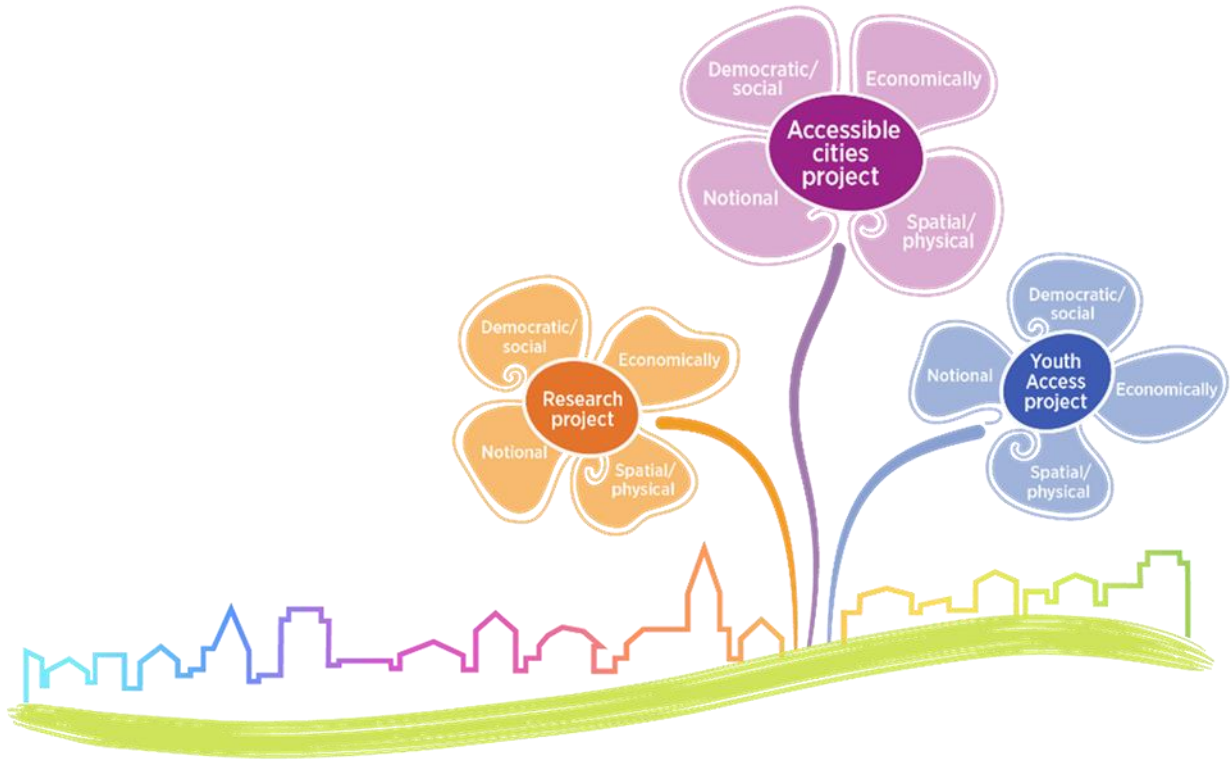 Democratic/
social
Economically
Accessible
cities
project
Notional
Spatial/
physical
Democratic/
social
Economically
Research
project
Notional
Spatial/
physical
Democratic/
social
Notional
Youth
Access
project
Economically
Spatial/
physical